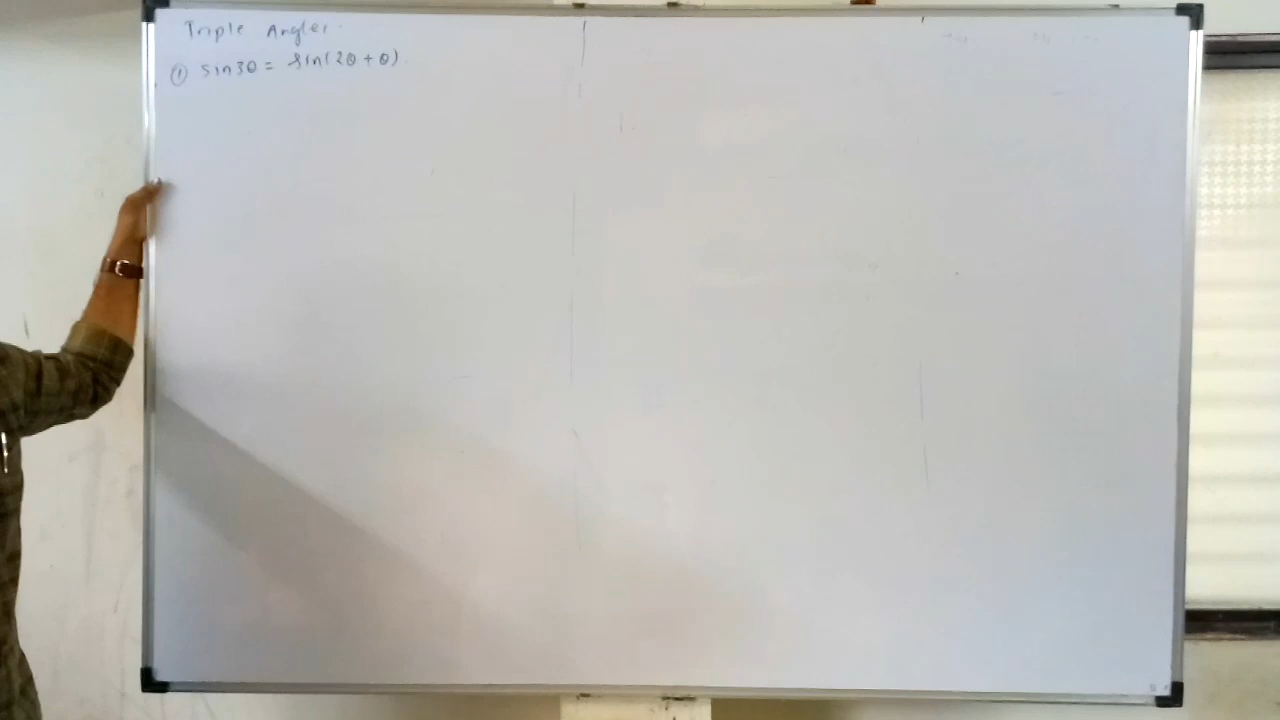 Triple Angles.
① sin3θ = sin(2θ + θ)